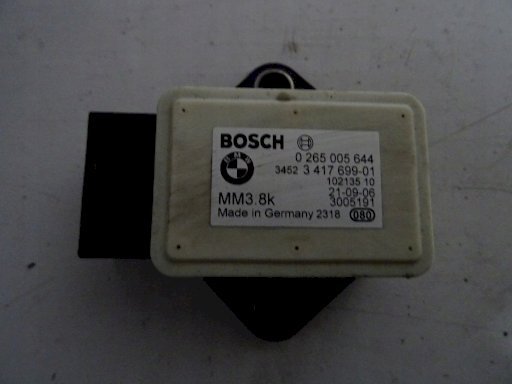 BOSCH
BMW
0 265 005 644
3452 3 417 699-01
102135 10
21-09-06
MM3.8k 3005191
Made in Germany 2318 080